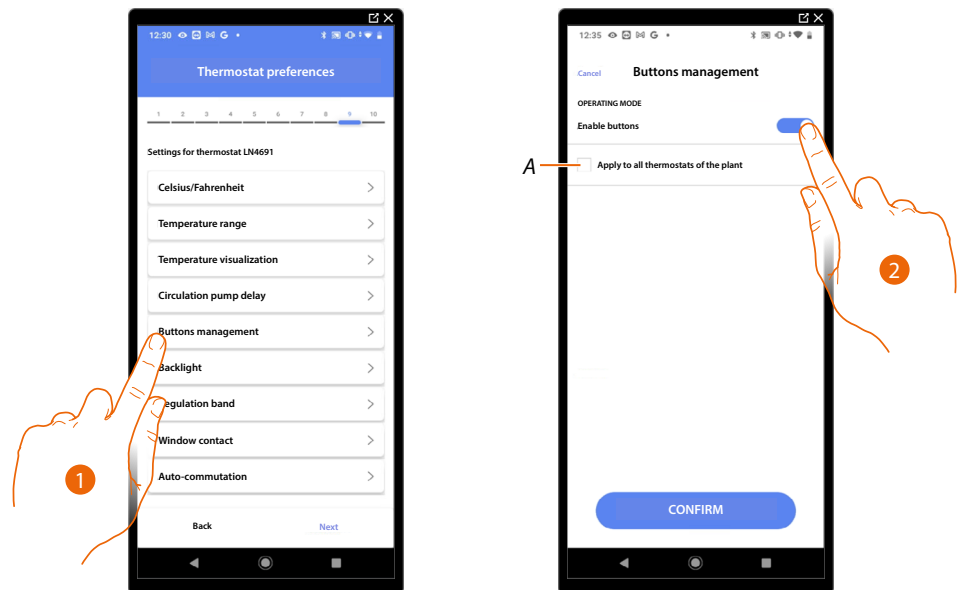 12:30 G
Thermostat preferences
1 2 3 4 5 6 7 8 9 10
Settings for thermostat LN4691
Celsius/Fahrenheit
Temperature range
Temperature visualization
Circulation pump delay
Buttons management
Backlight
egulation band
Window contact
Auto-commutation
Back Next
1
12:35 G
Cancel Buttons management
OPERATING MODE
Enable buttons
A
Apply to all thermostats of the plant
CONFIRM
2